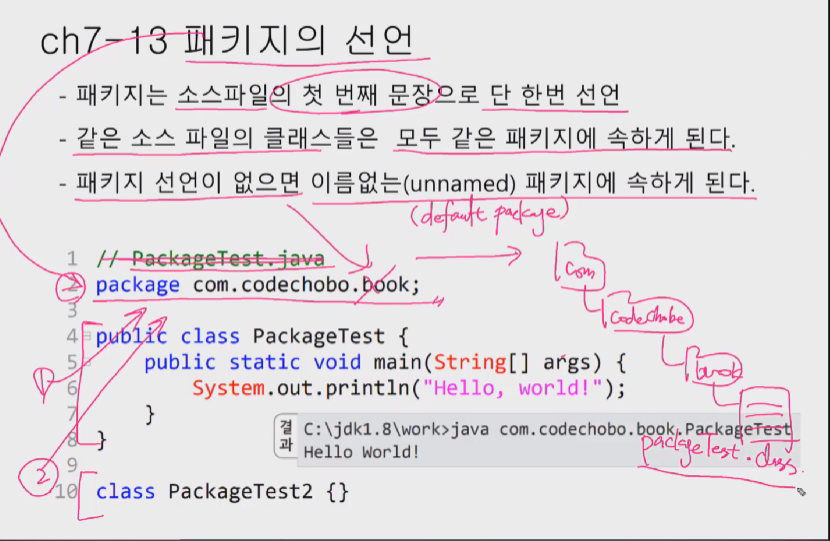 ch7-13 패키지의 선언
- 패키지는 소스파일의 첫 번째 문장으로 단 한번 선언
- 같은 소스 파일의 클래스들은 모두 같은 패키지에 속하게 된다.
- 패키지 선언이 없으면 이름없는(unnamed) 패키지에 속하게 된다.
(default package)
1 // PackageTest.java
2 package com.codechobo.book;
3
4 public class PackageTest {
5 public static void main(String[] args) {
6 System.out.println("Hello, world!");
7 }
8 }
9
10 class PackageTest2 {}
①
②
com
codechobo
book
결과
C:\jdk1.8\work>java com.codechobo.book.PackageTest
Hello World!
packageTest.class